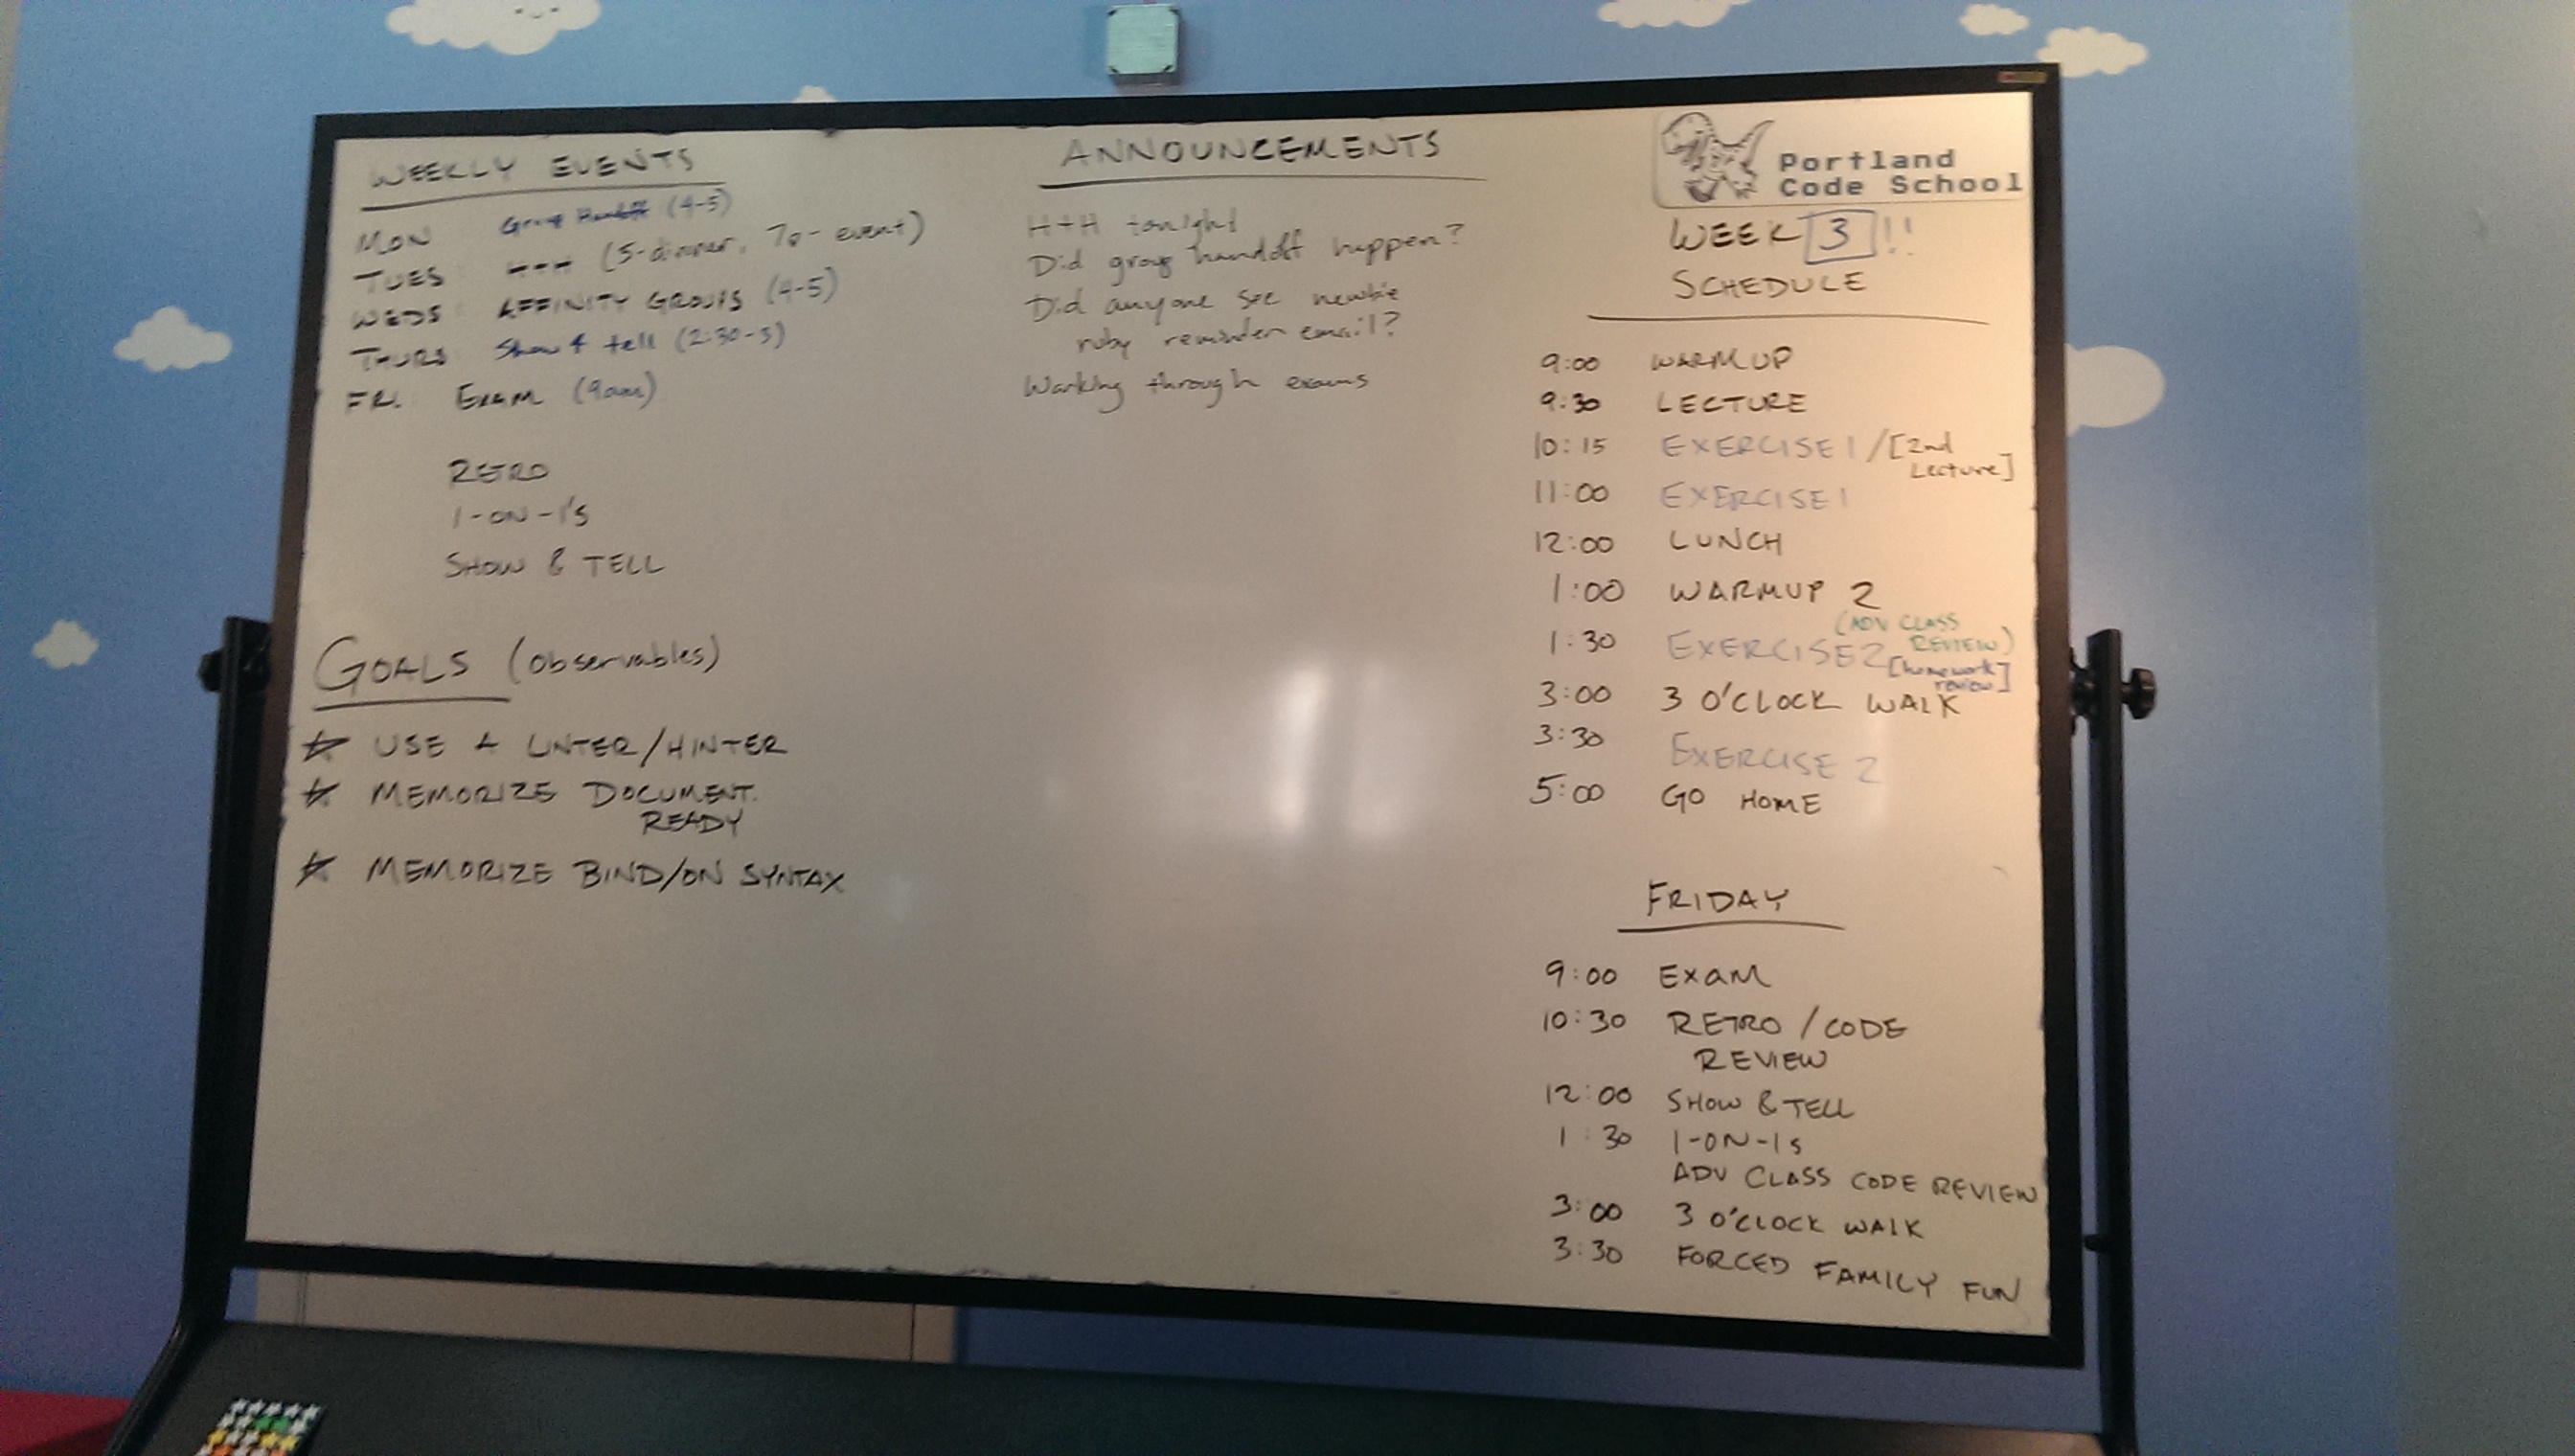 WEEKLY EVENTS
MON Group Handoff (4-5)
TUES H+H (5-dinner, 7 - event)
WEDS AFFINITY GROUPS (4-5)
THURS Show & tell (2:30-3)
FRI. EXAM (9am)
RETRO
1-ON-1's
SHOW & TELL
GOALS (observables)
☆ USE A LINTER/HINTER
☆ MEMORIZE DOCUMENT.
READY
☆ MEMORIZE BIND/ON SYNTAX
ANNOUNCEMENTS
H+H tonight
Did group handoff happen?
Did anyone see newbie
ruby reminder email?
Working through exams
Portland
Code School
WEEK 3!!
SCHEDULE
9:00 WARMUP
9:30 LECTURE
10:15 EXERCISE 1 / [2nd
Lecture]
11:00 EXERCISE 1
12:00 LUNCH
1:00 WARMUP 2
(ADV CLASS
REVIEW)
1:30 EXERCISE 2 [homework
review]
3:00 3 O'CLOCK WALK
3:30 EXERCISE 2
5:00 GO HOME
FRIDAY
9:00 EXAM
10:30 RETRO / CODE
REVIEW
12:00 SHOW & TELL
1:30 1-ON-1s
ADV CLASS CODE REVIEW
3:00 3 O'CLOCK WALK
3:30 FORCED FAMILY FUN